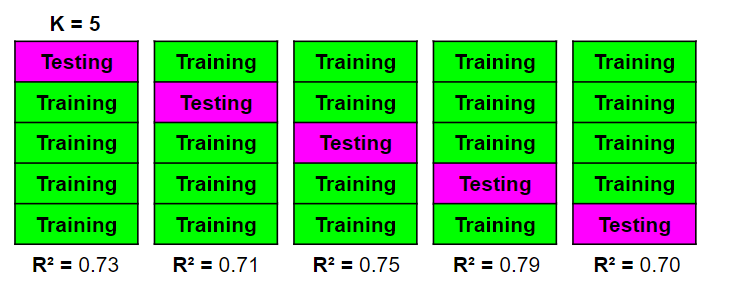 K = 5
Testing Training Training Training Training
Training Testing Training Training Training
Training Training Testing Training Training
Training Training Training Testing Training
Training Training Training Training Testing
R² = 0.73 R² = 0.71 R² = 0.75 R² = 0.79 R² = 0.70